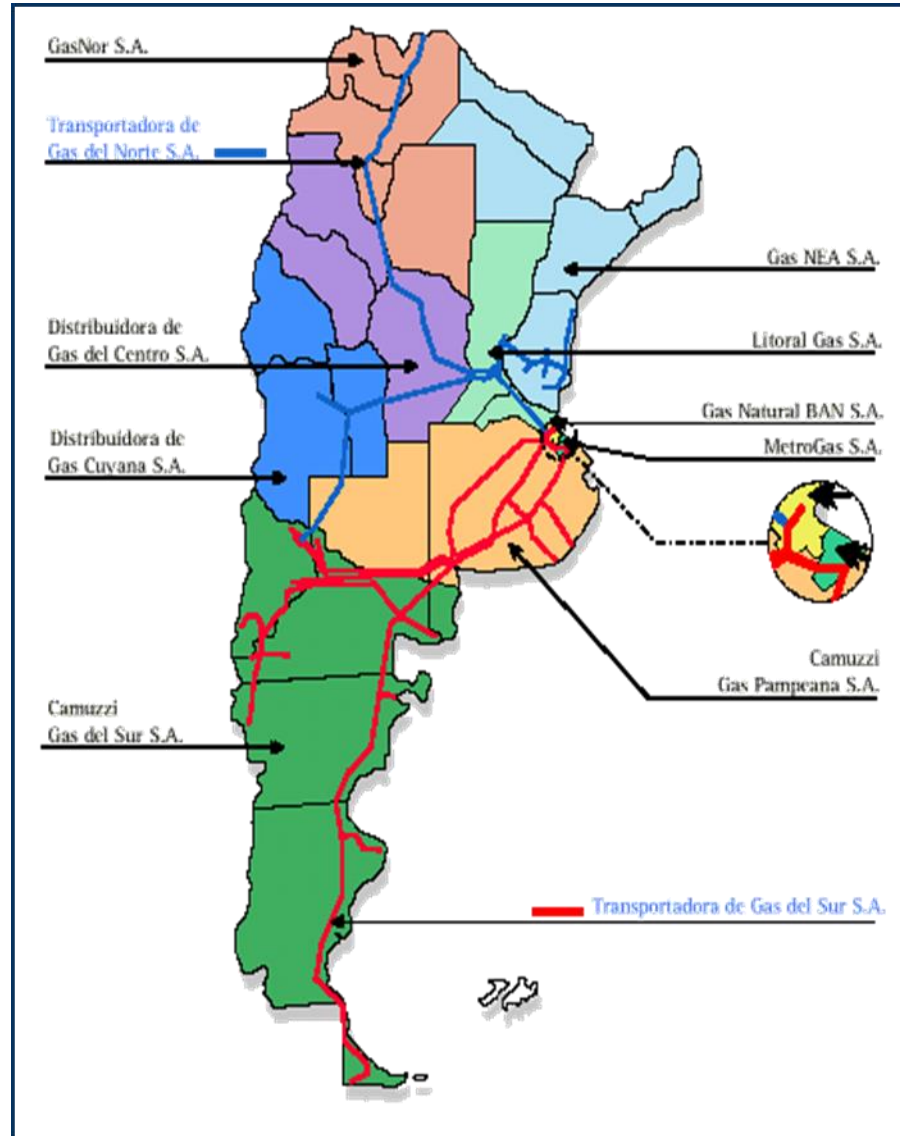 GasNor S.A.
Transportadora de
Gas del Norte S.A.
Gas NEA S.A.
Distribuidora de
Gas del Centro S.A.
Litoral Gas S.A.
Gas Natural BAN S.A.
MetroGas S.A.
Distribuidora de
Gas Cuyana S.A.
Camuzzi
Gas Pampeana S.A.
Camuzzi
Gas del Sur S.A.
Transportadora de Gas del Sur S.A.